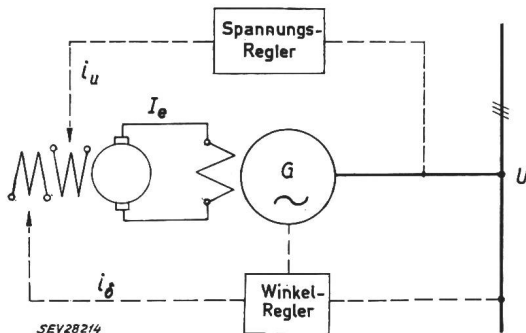 Spannungs-
Regler
i_u
I_e
G
~
U
i_δ
Winkel-
Regler
SEV28214